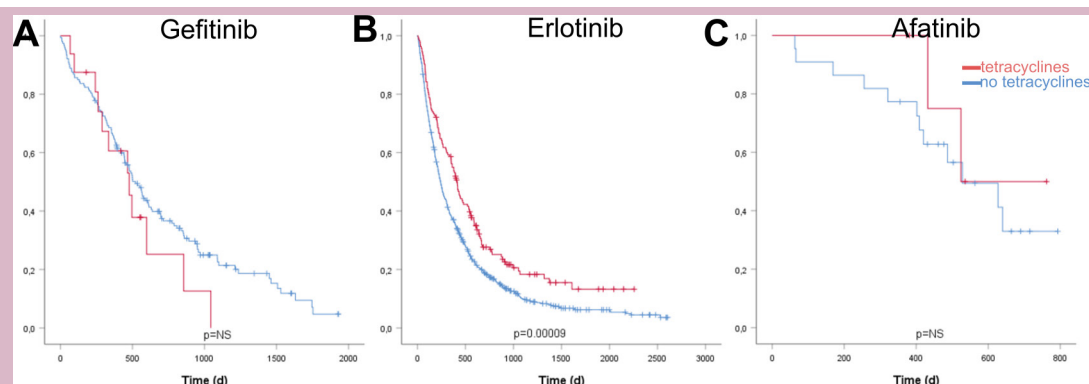 A Gefitinib
B Erlotinib
C Afatinib
tetracyclines
no tetracyclines
1,0
0,8
0,6
0,4
0,2
0,0
p=NS
0 500 1000 1500 2000
Time (d)
1,0
0,8
0,6
0,4
0,2
0,0
p=0.00009
0 500 1000 1500 2000 2500 3000
Time (d)
1,0
0,8
0,6
0,4
0,2
0,0
p=NS
0 200 400 600 800
Time (d)